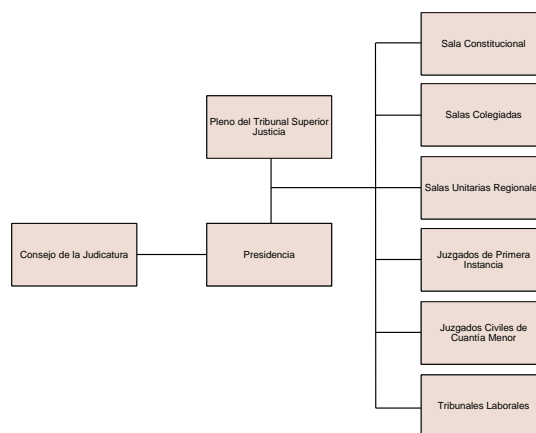 Sala Constitucional
Pleno del Tribunal Superior
Justicia
Salas Colegiadas
Salas Unitarias Regionales
Consejo de la Judicatura
Presidencia
Juzgados de Primera
Instancia
Juzgados Civiles de
Cuantía Menor
Tribunales Laborales